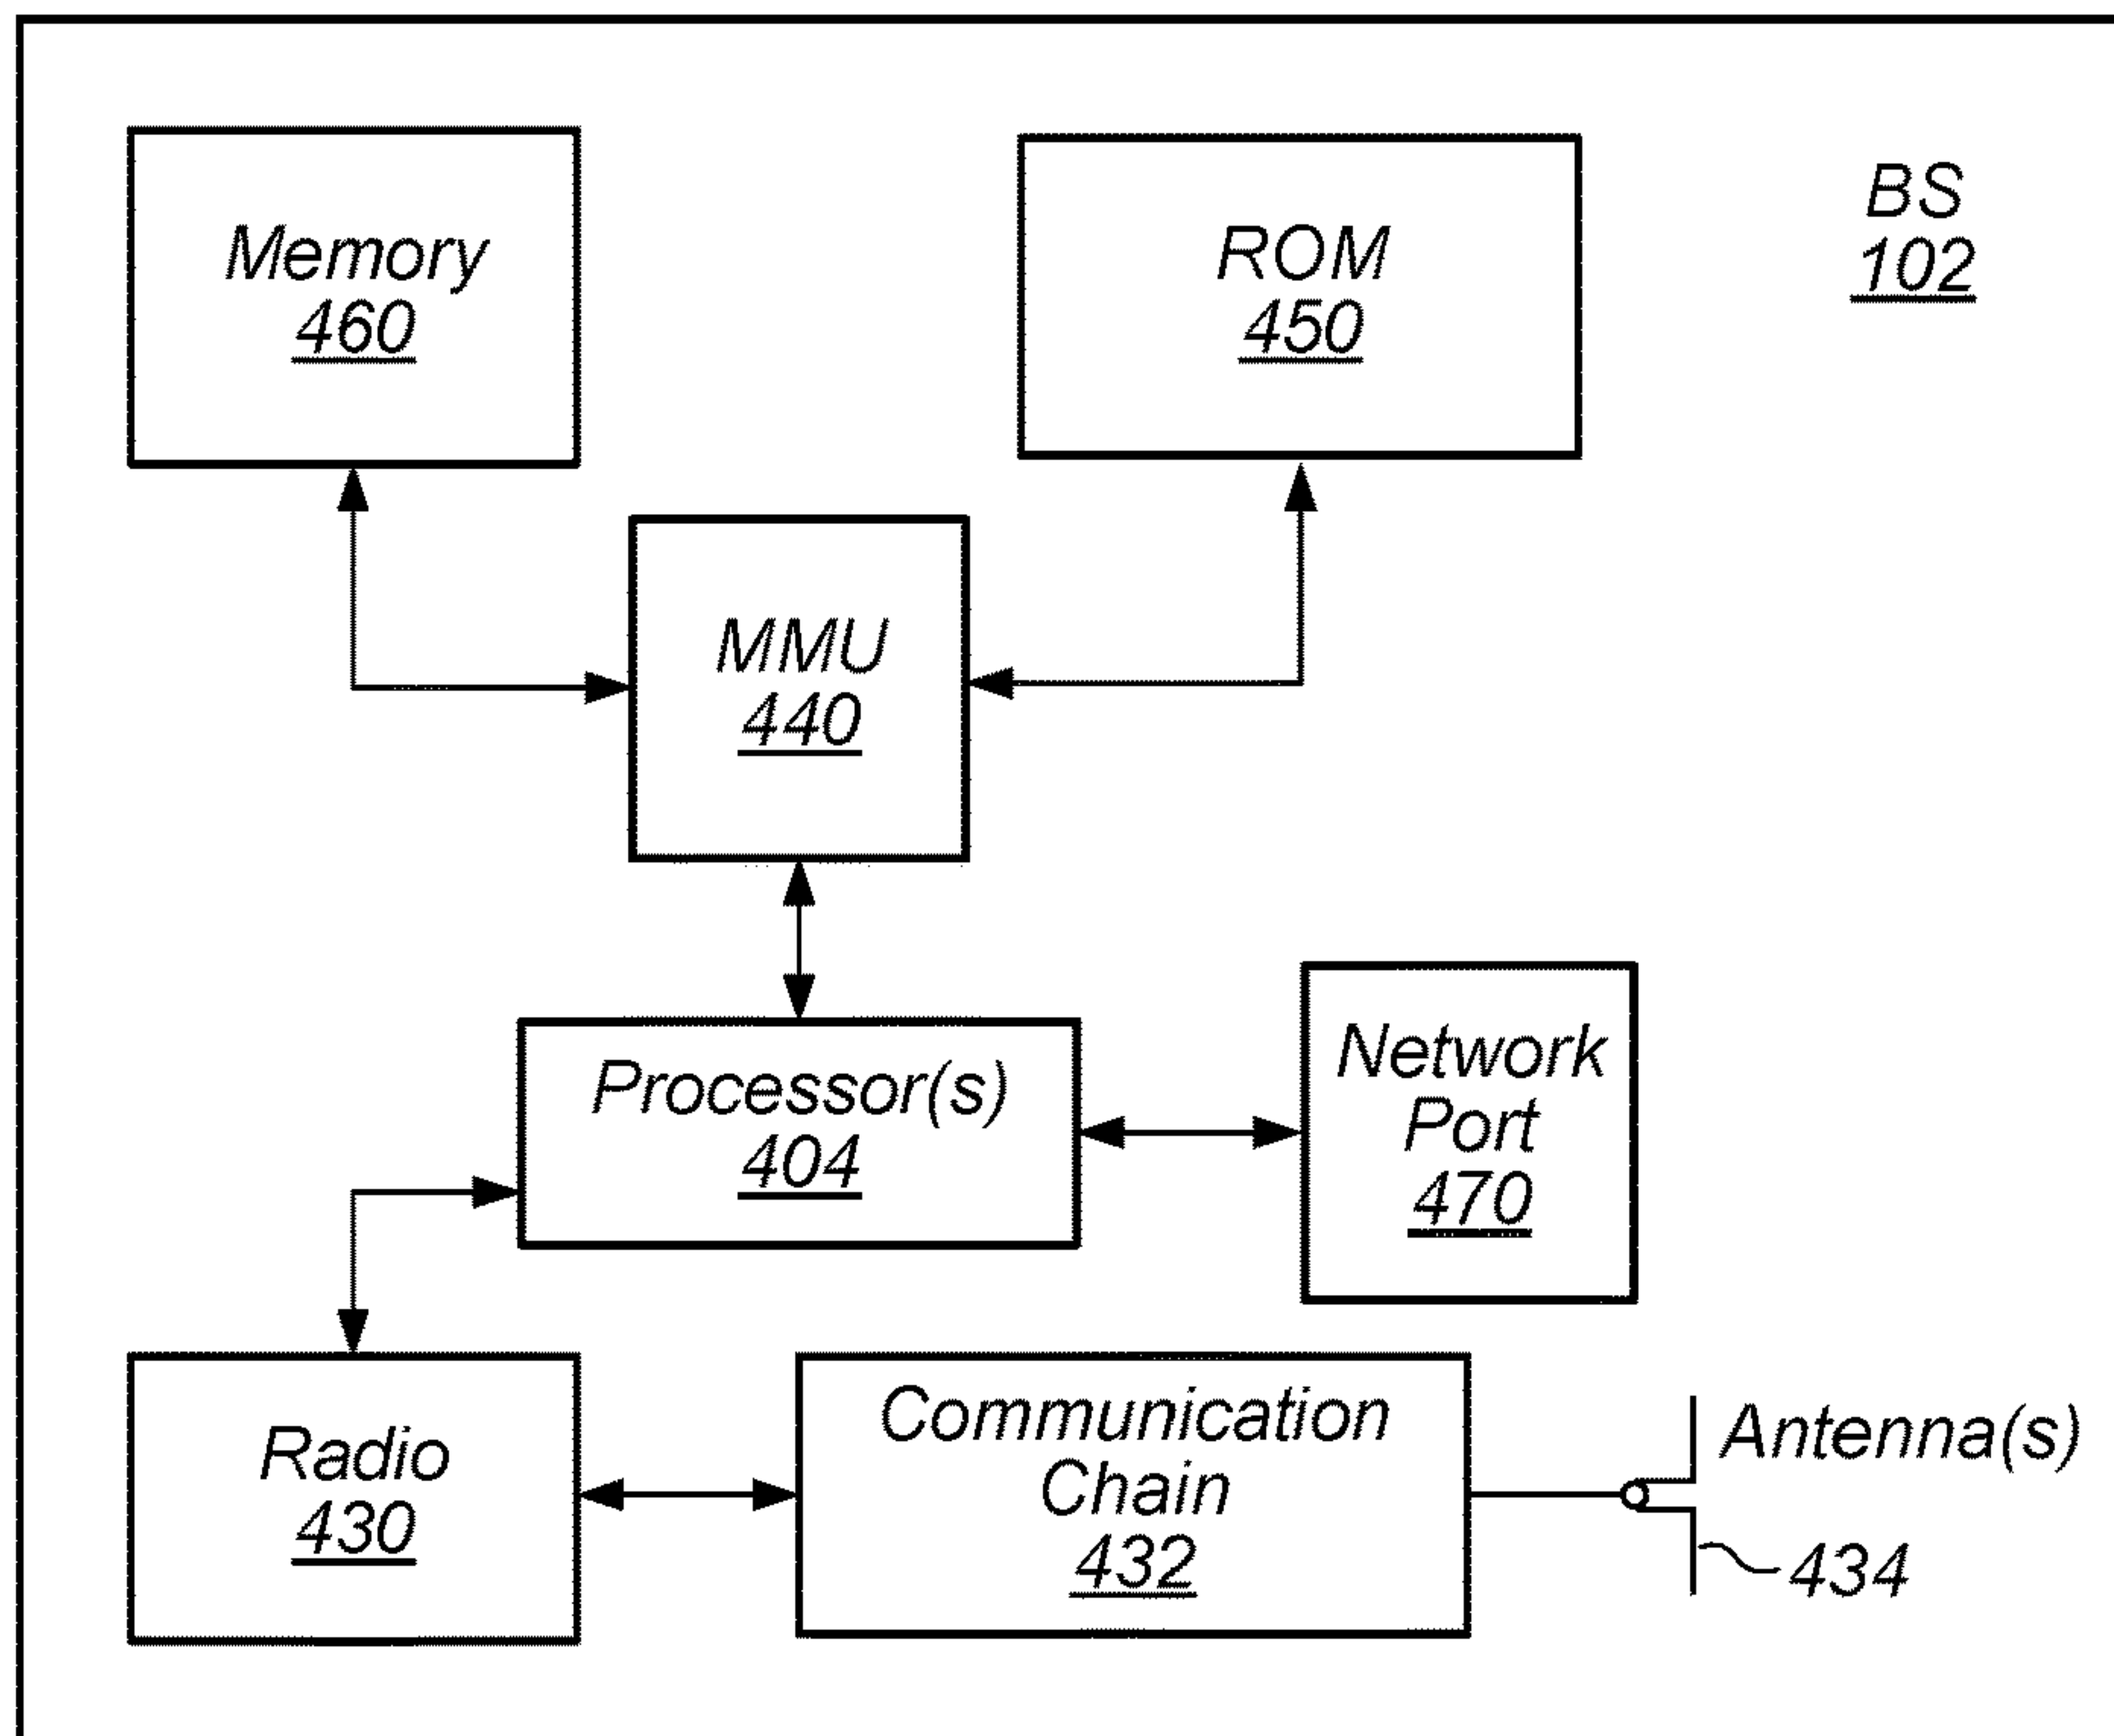 Memory
460
ROM
450
BS
102
MMU
440
Processor(s)
404
Network
Port
470
Radio
430
Communication
Chain
432
Antenna(s)
434